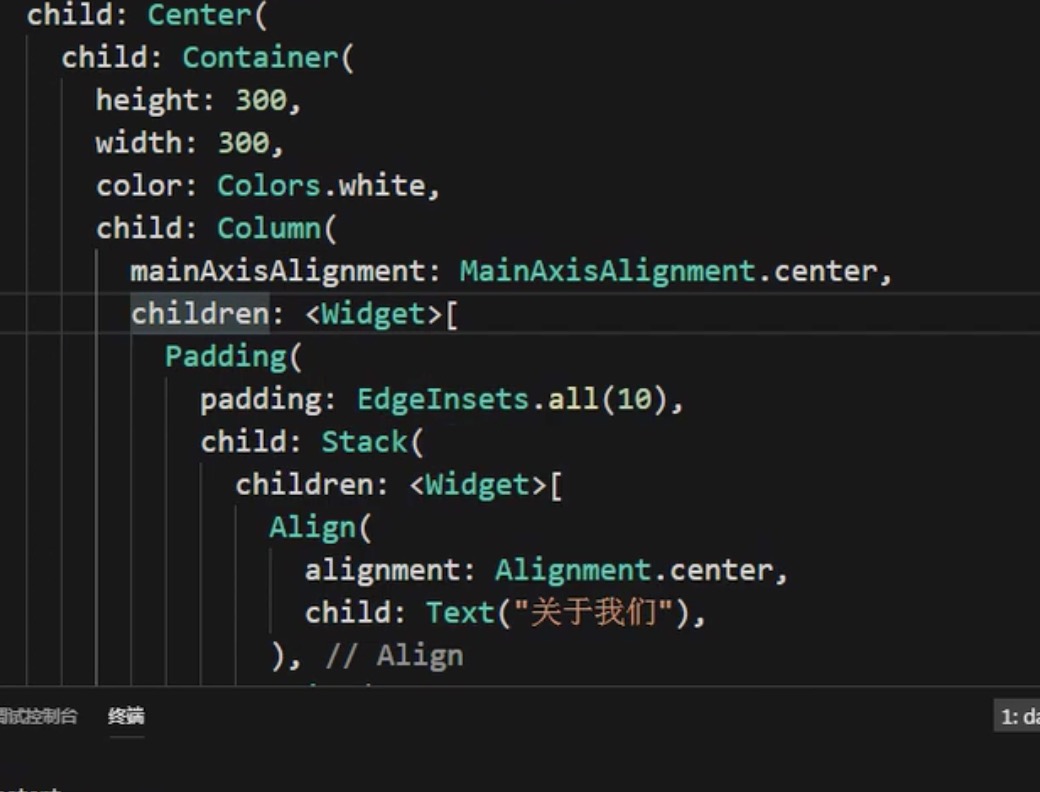 child: Center(
child: Container(
height: 300,
width: 300,
color: Colors.white,
child: Column(
mainAxisAlignment: MainAxisAlignment.center,
children: <Widget>[
Padding(
padding: EdgeInsets.all(10),
child: Stack(
children: <Widget>[
Align(
alignment: Alignment.center,
child: Text("关于我们"),
), // Align
调试控制台 终端 1: da